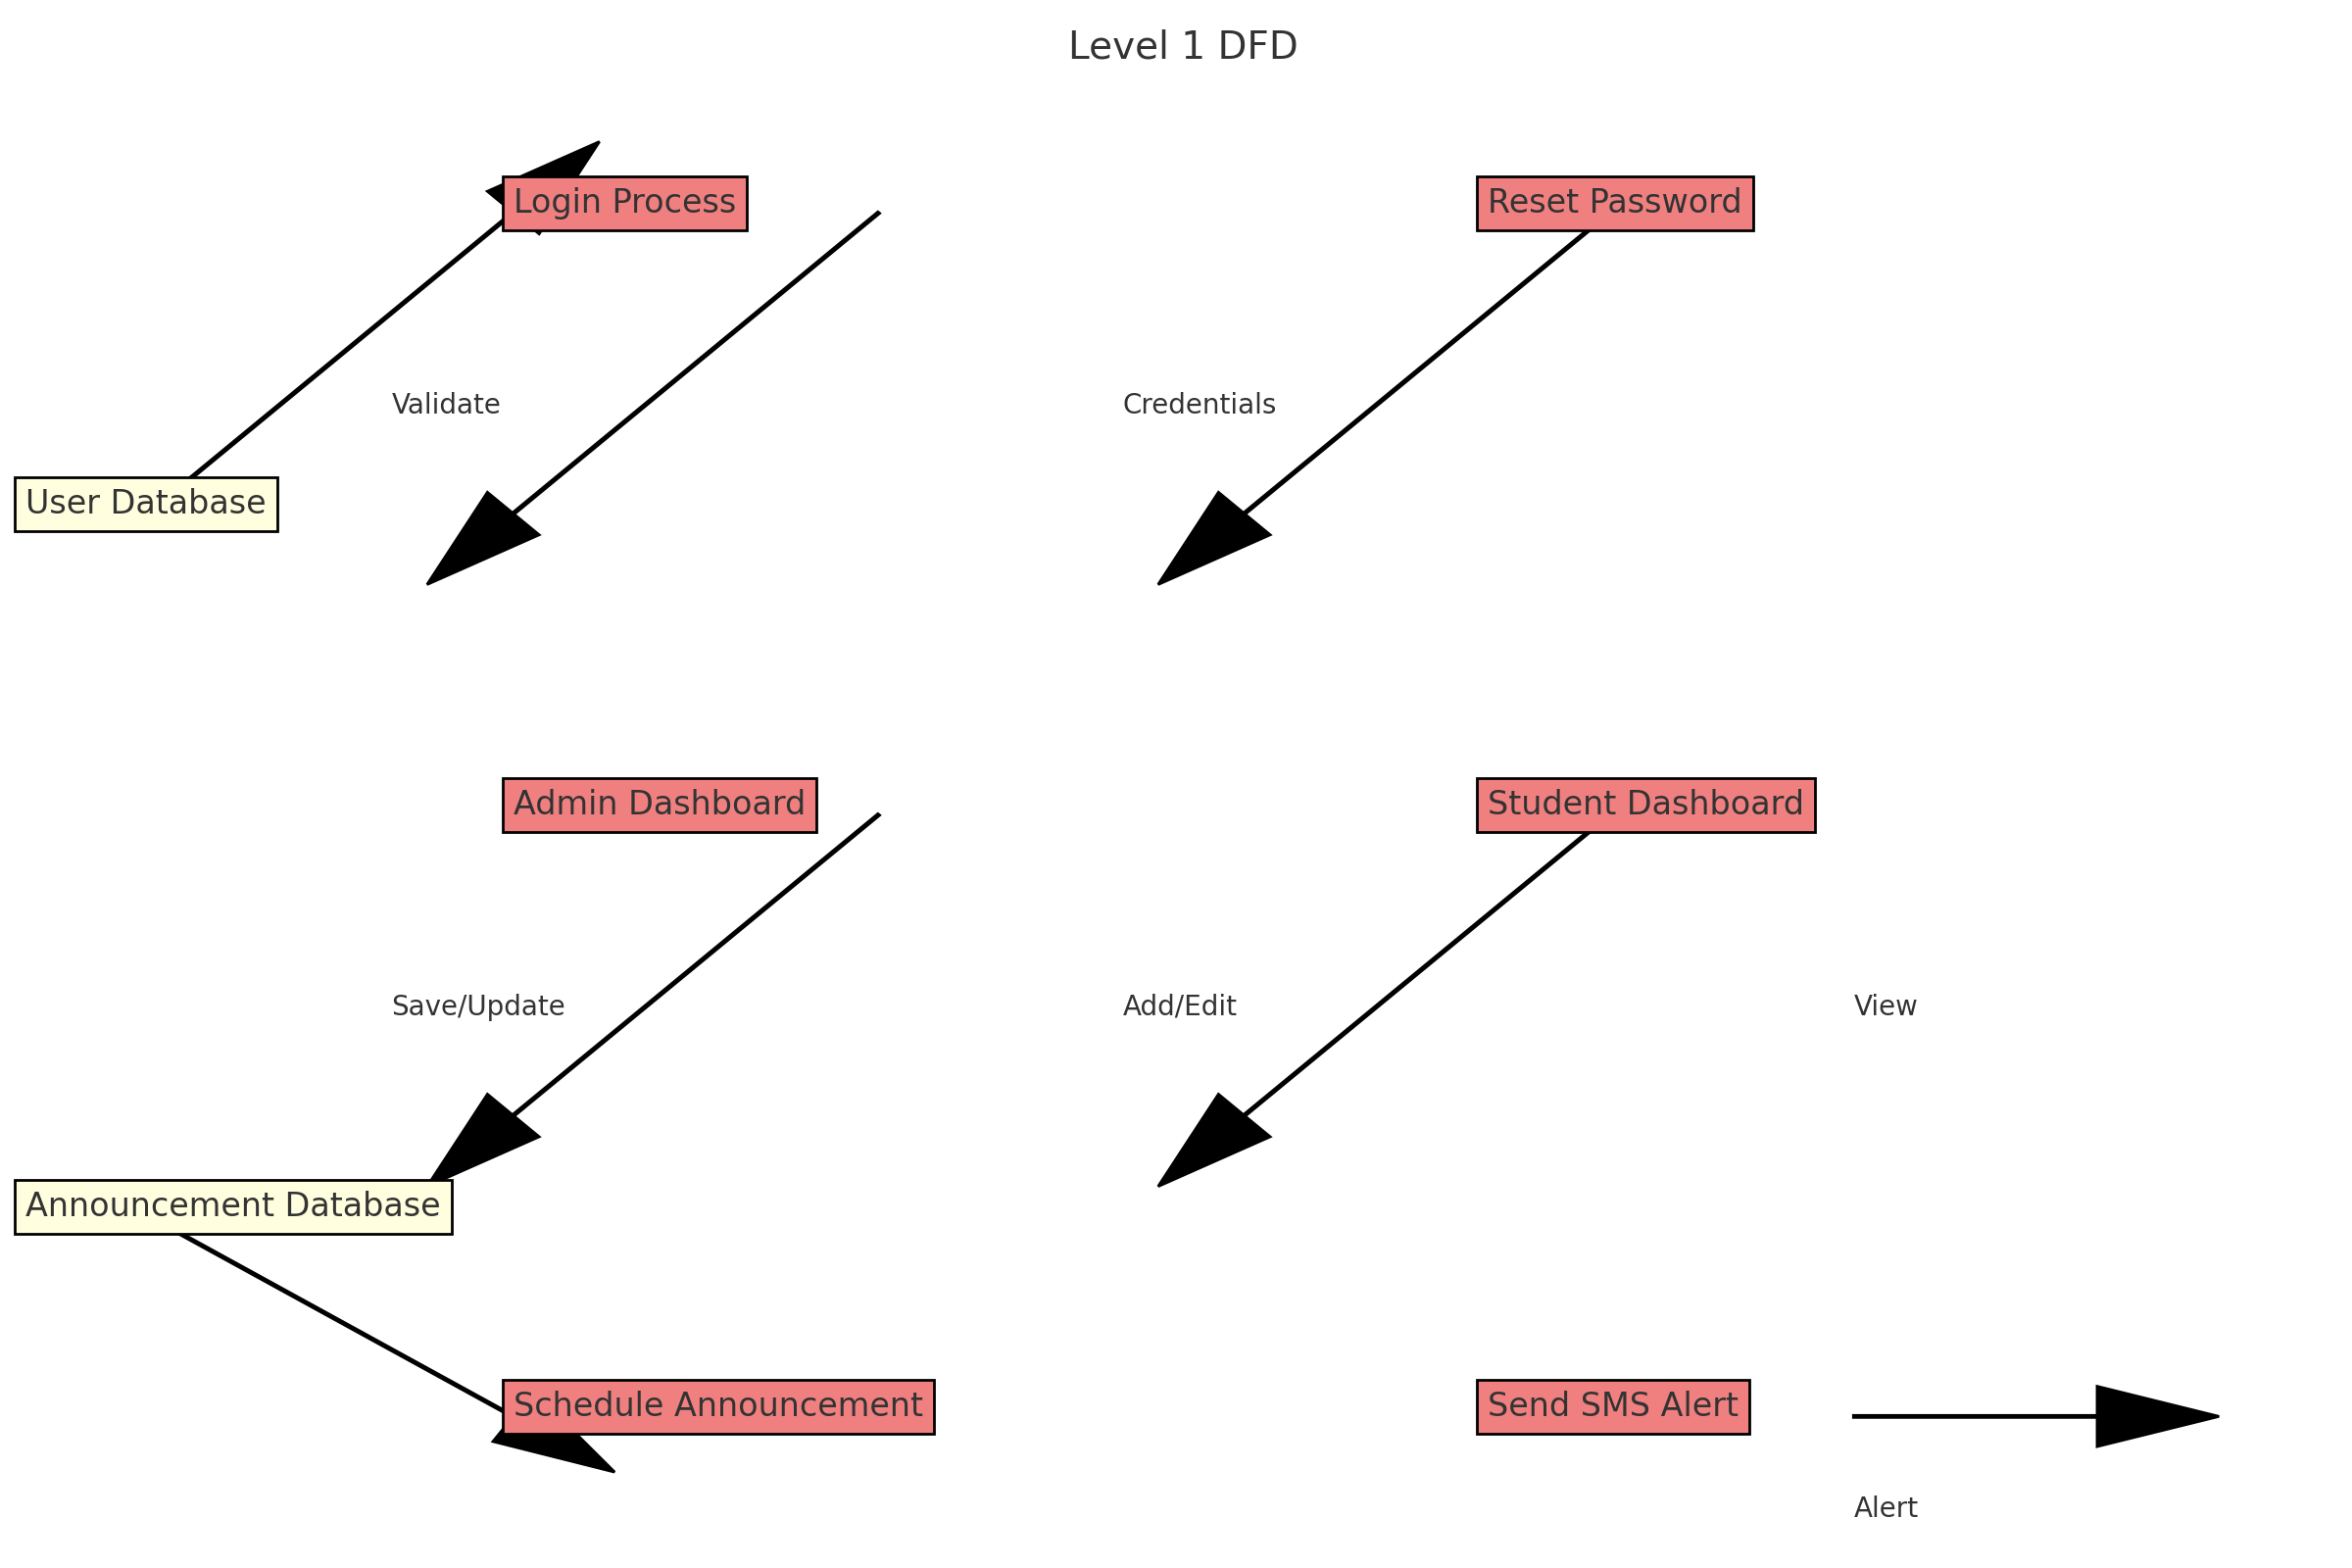 Level 1 DFD
Login Process
Reset Password
Validate
Credentials
User Database
Admin Dashboard
Student Dashboard
Save/Update
Add/Edit
View
Announcement Database
Schedule Announcement
Send SMS Alert
Alert